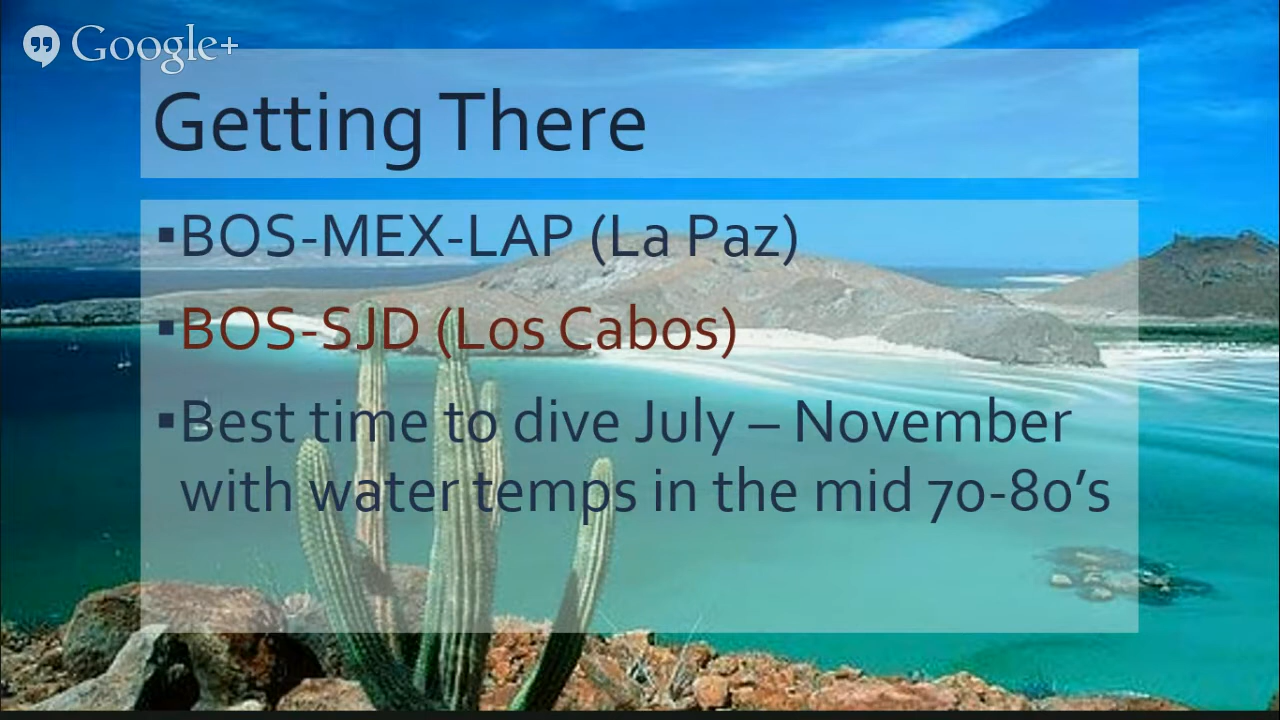 Google+
Getting There
▪BOS-MEX-LAP (La Paz)
▪BOS-SJD (Los Cabos)
▪Best time to dive July – November
with water temps in the mid 70-80’s